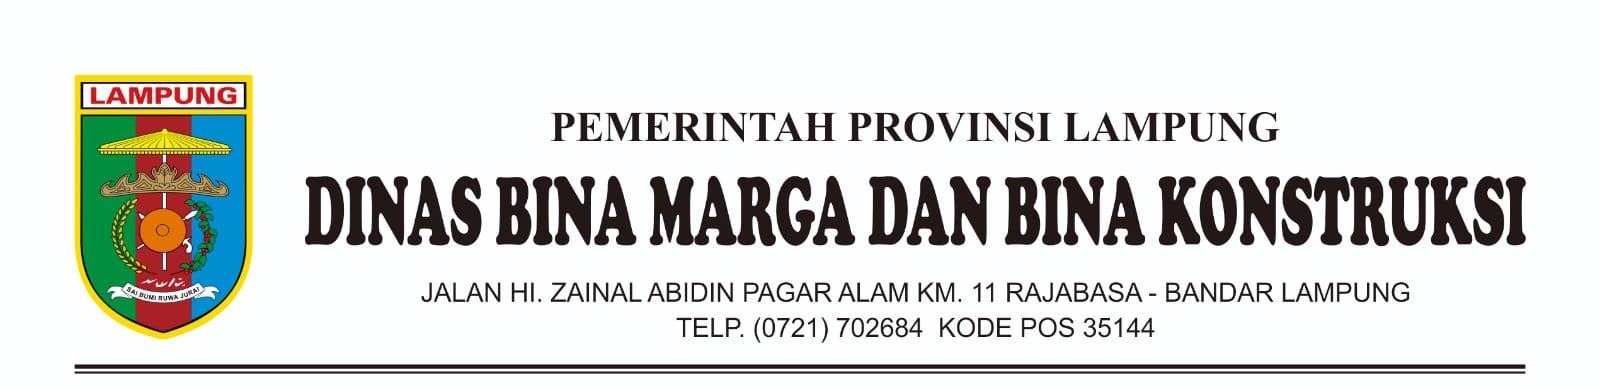 LAMPUNG
SAI BUMI RUWA JURAI
PEMERINTAH PROVINSI LAMPUNG
DINAS BINA MARGA DAN BINA KONSTRUKSI
JALAN HI. ZAINAL ABIDIN PAGAR ALAM KM. 11 RAJABASA - BANDAR LAMPUNG
TELP. (0721) 702684 KODE POS 35144